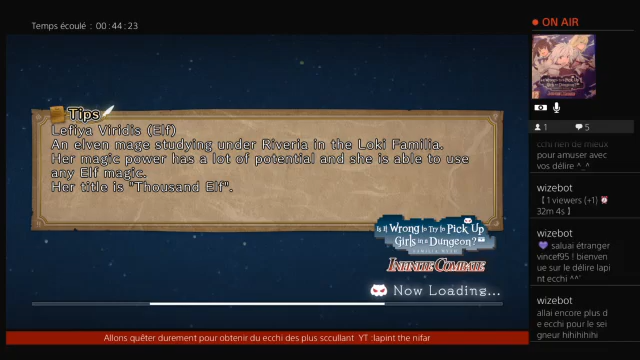 Temps écoulé : 00:44:23
ON AIR
Tips
Lefiya Viridis (Elf)
An elven mage studying under Riveria in the Loki Familia.
Her magic power has a lot of potential and she is able to use
any Elf magic.
Her title is "Thousand Elf".
Is It Wrong to Try to Pick Up
Girls in a Dungeon?
Infinite Combate
Now Loading...
Allons quêter durement pour obtenir du ecchi des plus scculant YT :lapint the nifar
1
5
cchi rien de mieux
pour amuser avec
vos délire ^_^
wizebot
【 1 viewers (+1)
32m 4s 】
wizebot
saluai étranger
vincef95 ! bienven
ue sur le délire lapi
nt ecchi ^^´
wizebot
allai encore plus d
e ecchi pour le sei
gneur hihihihihi